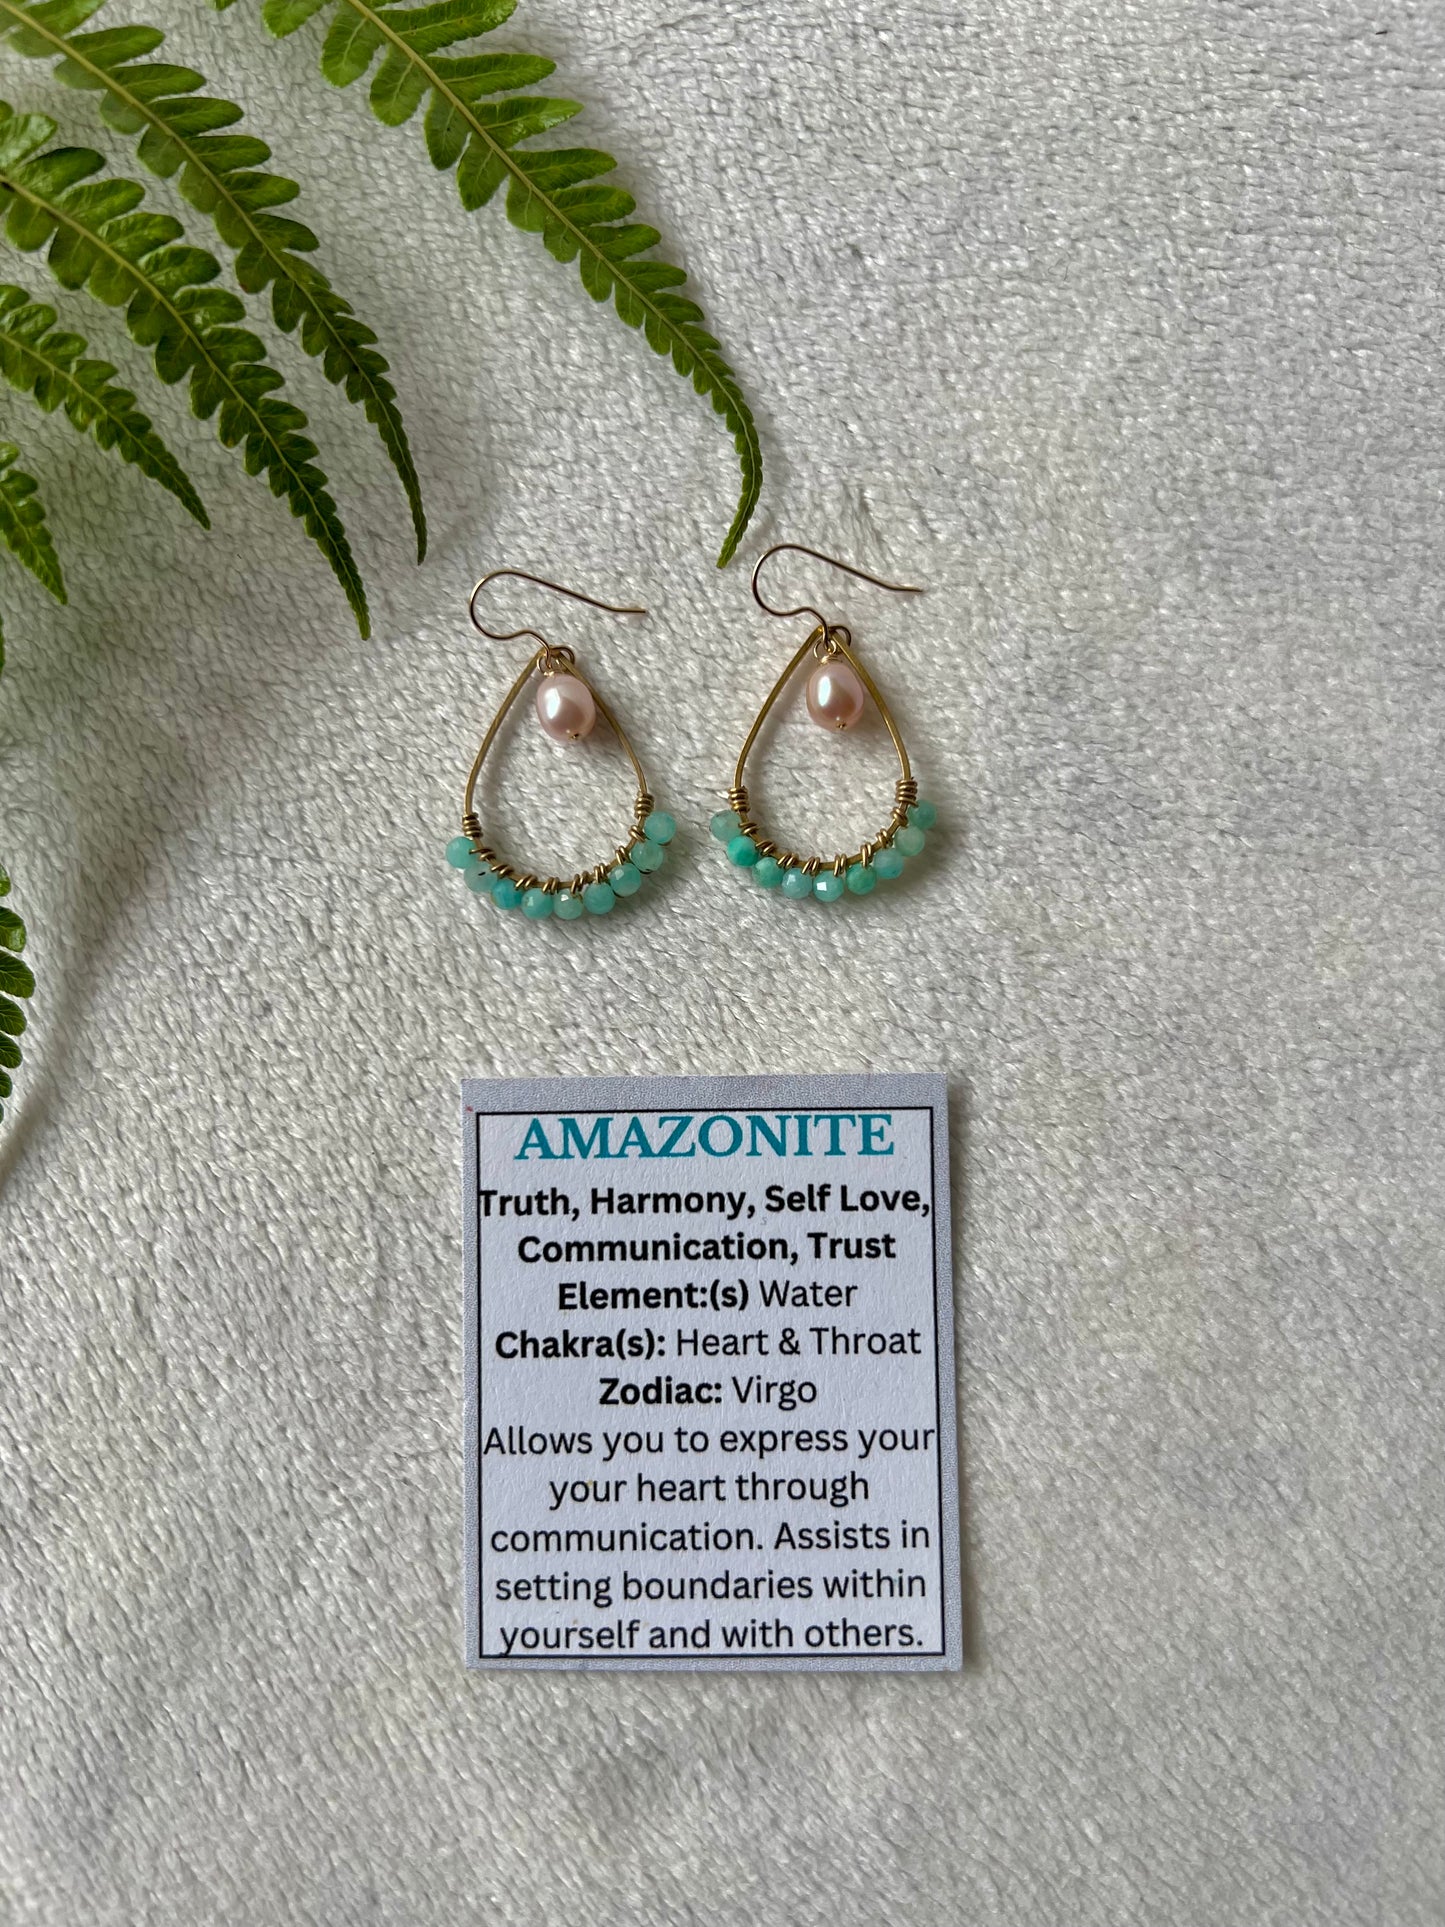 AMAZONITE
Truth, Harmony, Self Love,
Communication, Trust
Element:(s) Water
Chakra(s): Heart & Throat
Zodiac: Virgo
Allows you to express your
your heart through
communication. Assists in
setting boundaries within
yourself and with others.